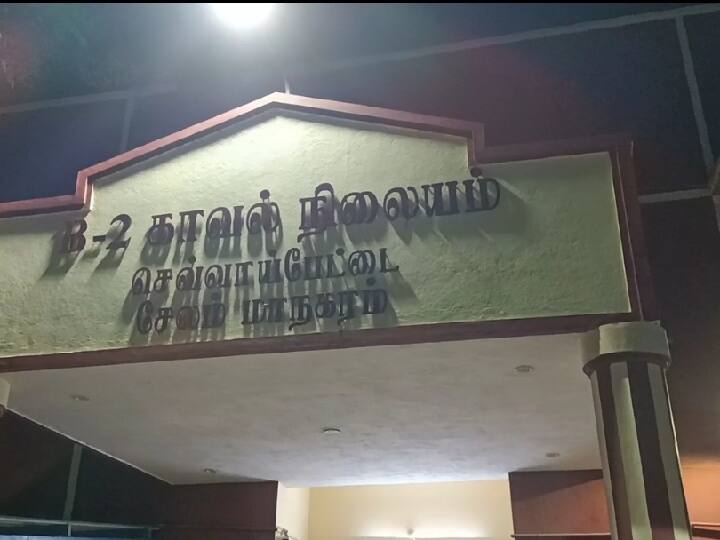 B-2 காவல் நிலையம்
செவ்வாய்பேட்டை
சேலம் மாநகரம்